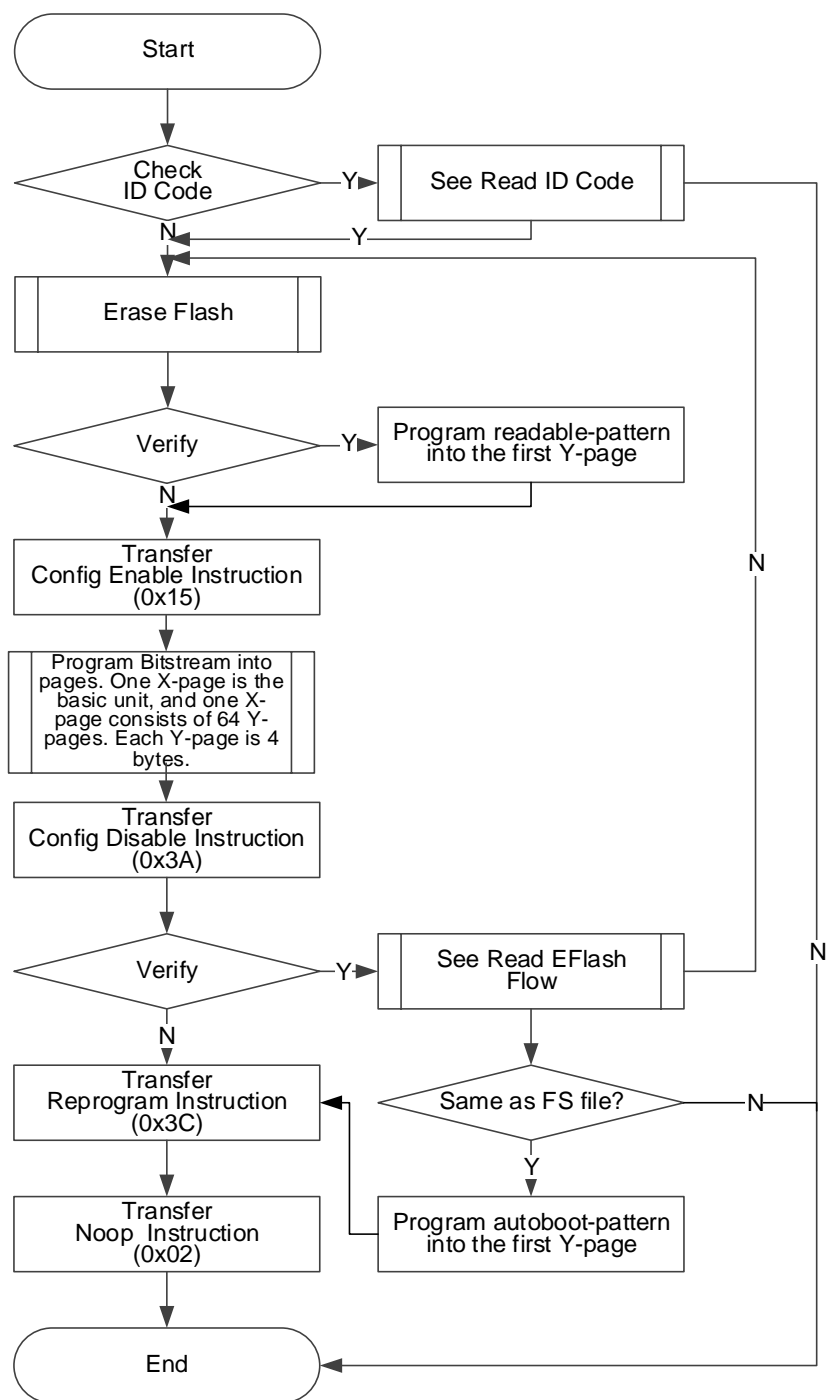 Start
Check
ID Code
Y
See Read ID Code
N
Y
Erase Flash
Verify
Y
Program readable-pattern
into the first Y-page
N
Transfer
Config Enable Instruction
(0x15)
N
Program Bitstream into
pages. One X-page is the
basic unit, and one X-
page consists of 64 Y-
pages. Each Y-page is 4
bytes.
Transfer
Config Disable Instruction
(0x3A)
Verify
Y
See Read EFlash
Flow
N
N
Transfer
Reprogram Instruction
(0x3C)
Same as FS file?
N
Y
Transfer
Noop Instruction
(0x02)
Program autoboot-pattern
into the first Y-page
End